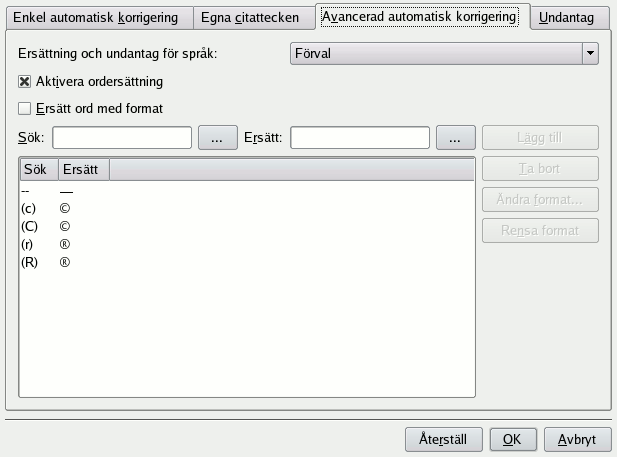 Enkel automatisk korrigering Egna citattecken Avancerad automatisk korrigering Undantag
Ersättning och undantag för språk: Förval
Aktivera ordersättning
Ersätt ord med format
Sök: ... Ersätt: ... Lägg till
Sök Ersätt Ta bort
-- —
(c) © Ändra format...
(C) ©
(r) ® Rensa format
(R) ®
Återställ OK Avbryt